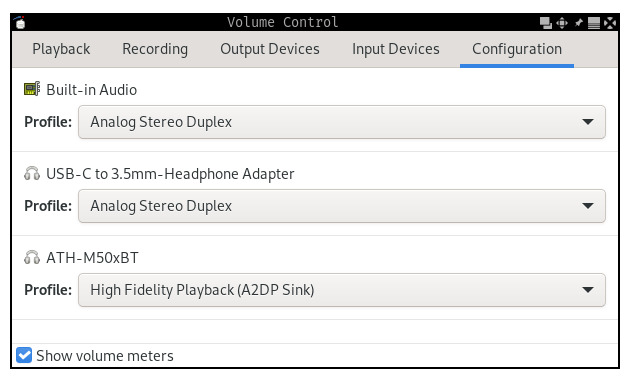 Volume Control
Playback Recording Output Devices Input Devices Configuration
Built-in Audio
Profile: Analog Stereo Duplex
USB-C to 3.5mm-Headphone Adapter
Profile: Analog Stereo Duplex
ATH-M50xBT
Profile: High Fidelity Playback (A2DP Sink)
Show volume meters